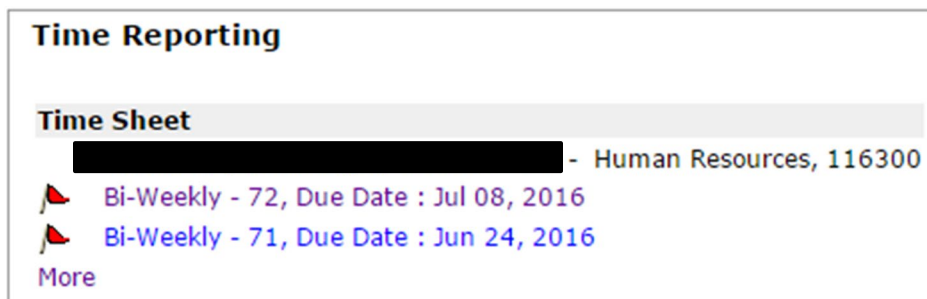 Time Reporting
Time Sheet
- Human Resources, 116300
Bi-Weekly - 72, Due Date : Jul 08, 2016
Bi-Weekly - 71, Due Date : Jun 24, 2016
More